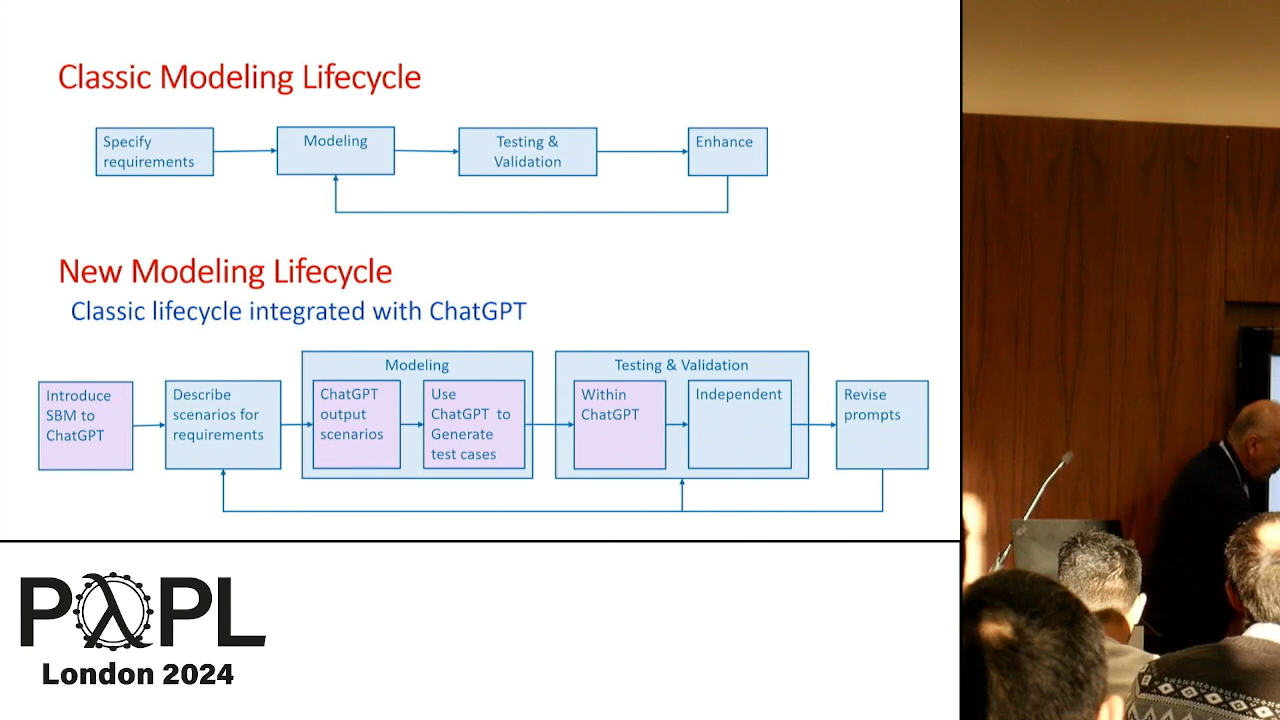 Classic Modeling Lifecycle
Specify
requirements
Modeling
Testing &
Validation
Enhance
New Modeling Lifecycle
Classic lifecycle integrated with ChatGPT
Introduce
SBM to
ChatGPT
Describe
scenarios for
requirements
Modeling
ChatGPT
output
scenarios
Use
ChatGPT to
Generate
test cases
Testing & Validation
Within
ChatGPT
Independent
Revise
prompts
PλPL
London 2024